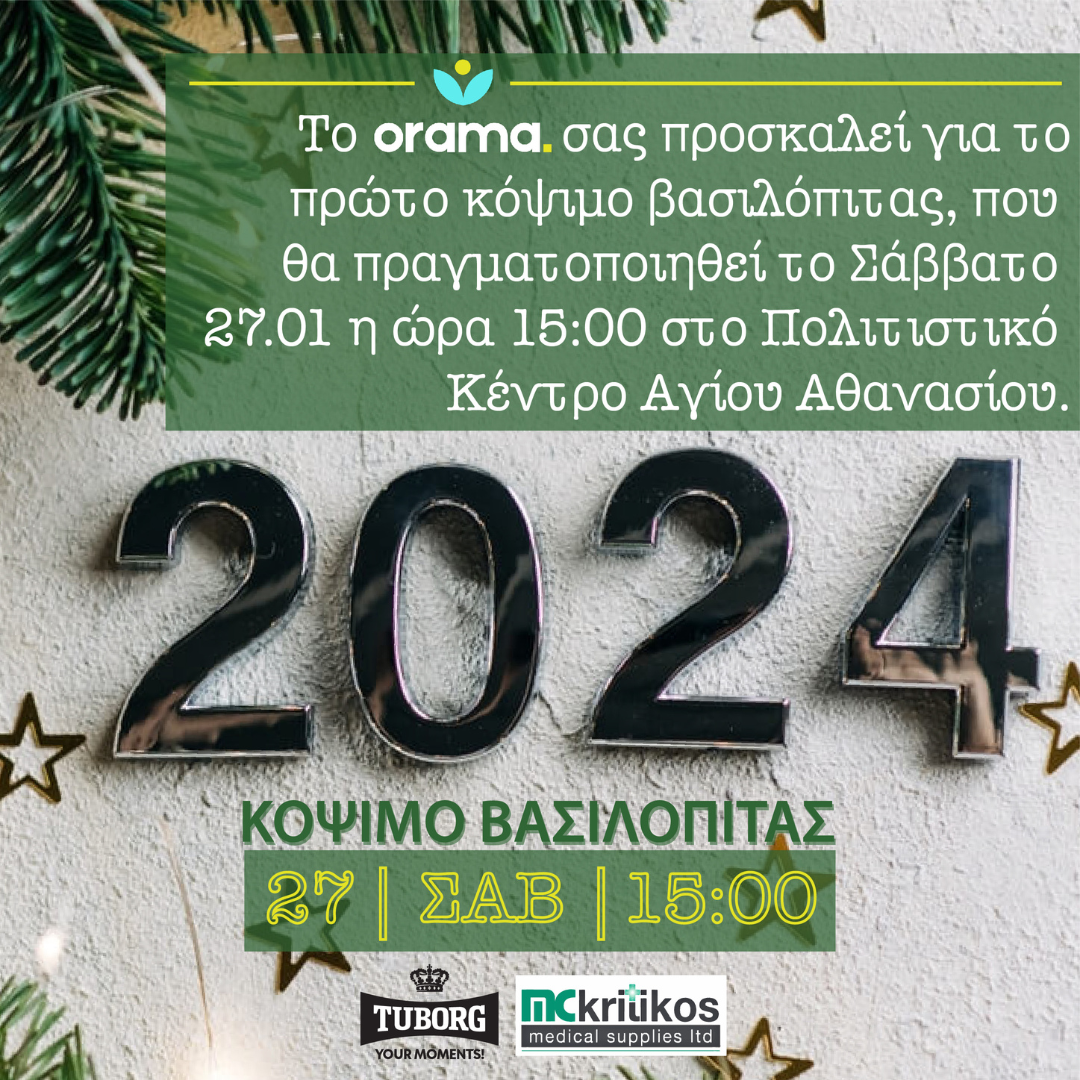 Το orama. σας προσκαλεί για το
πρώτο κόψιμο βασιλόπιτας, που
θα πραγματοποιηθεί το Σάββατο
27.01 η ώρα 15:00 στο Πολιτιστικό
Κέντρο Αγίου Αθανασίου.
2024
ΚΟΨΙΜΟ ΒΑΣΙΛΟΠΙΤΑΣ
27 | ΣΑΒ | 15:00
TUBORG
YOUR MOMENTS!
MCkritikos
medical supplies ltd